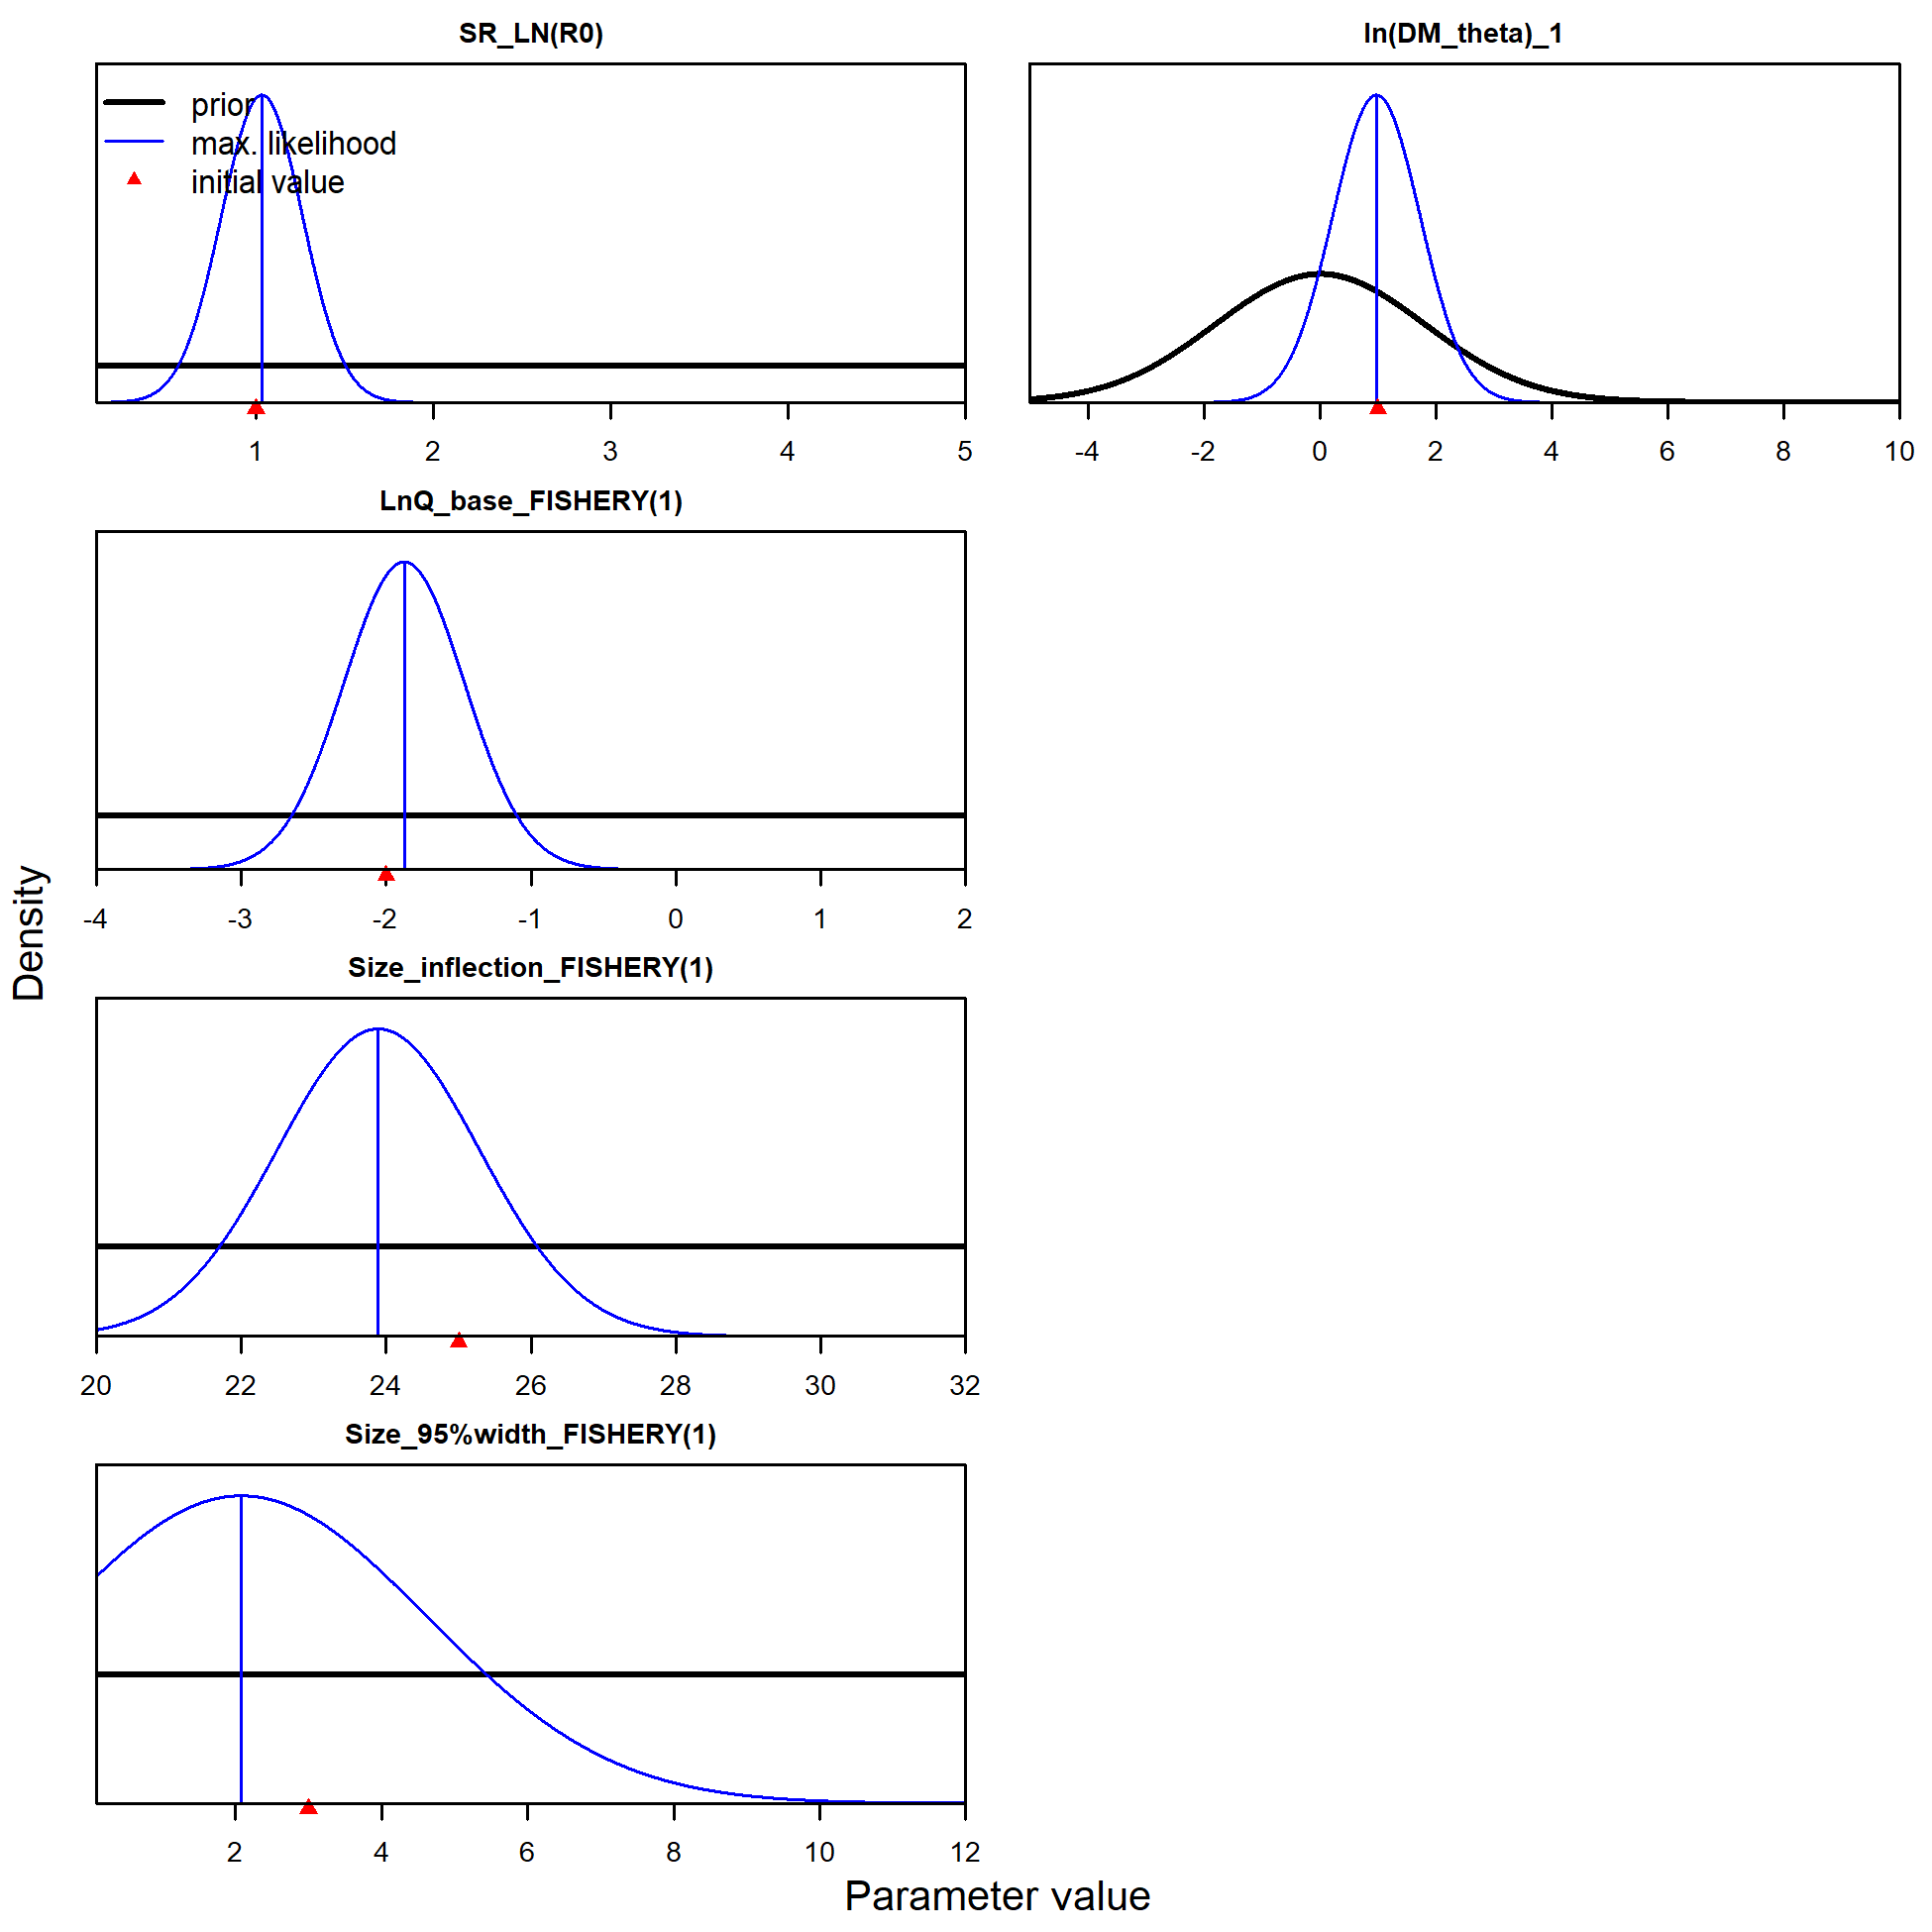 SR_LN(R0)
prior
max. likelihood
initial value
1 2 3 4 5
ln(DM_theta)_1
-4 -2 0 2 4 6 8 10
LnQ_base_FISHERY(1)
-4 -3 -2 -1 0 1 2
Size_inflection_FISHERY(1)
20 22 24 26 28 30 32
Size_95%width_FISHERY(1)
2 4 6 8 10 12
Density
Parameter value